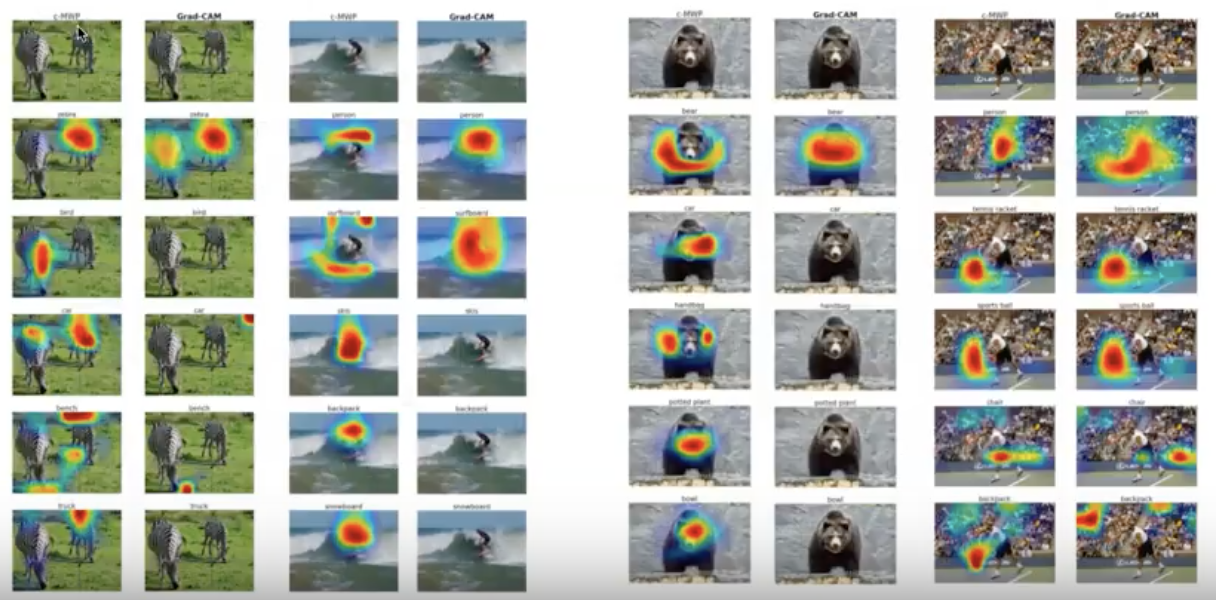 c-MWP Grad-CAM c-MWP Grad-CAM c-MWP Grad-CAM c-MWP Grad-CAM
zebra zebra person person bear bear person person
bird bird surfboard surfboard car car tennis racket tennis racket
car car skis skis handbag handbag sports ball sports ball
bench bench backpack backpack potted plant potted plant chair chair
truck truck snowboard snowboard bowl bowl backpack backpack